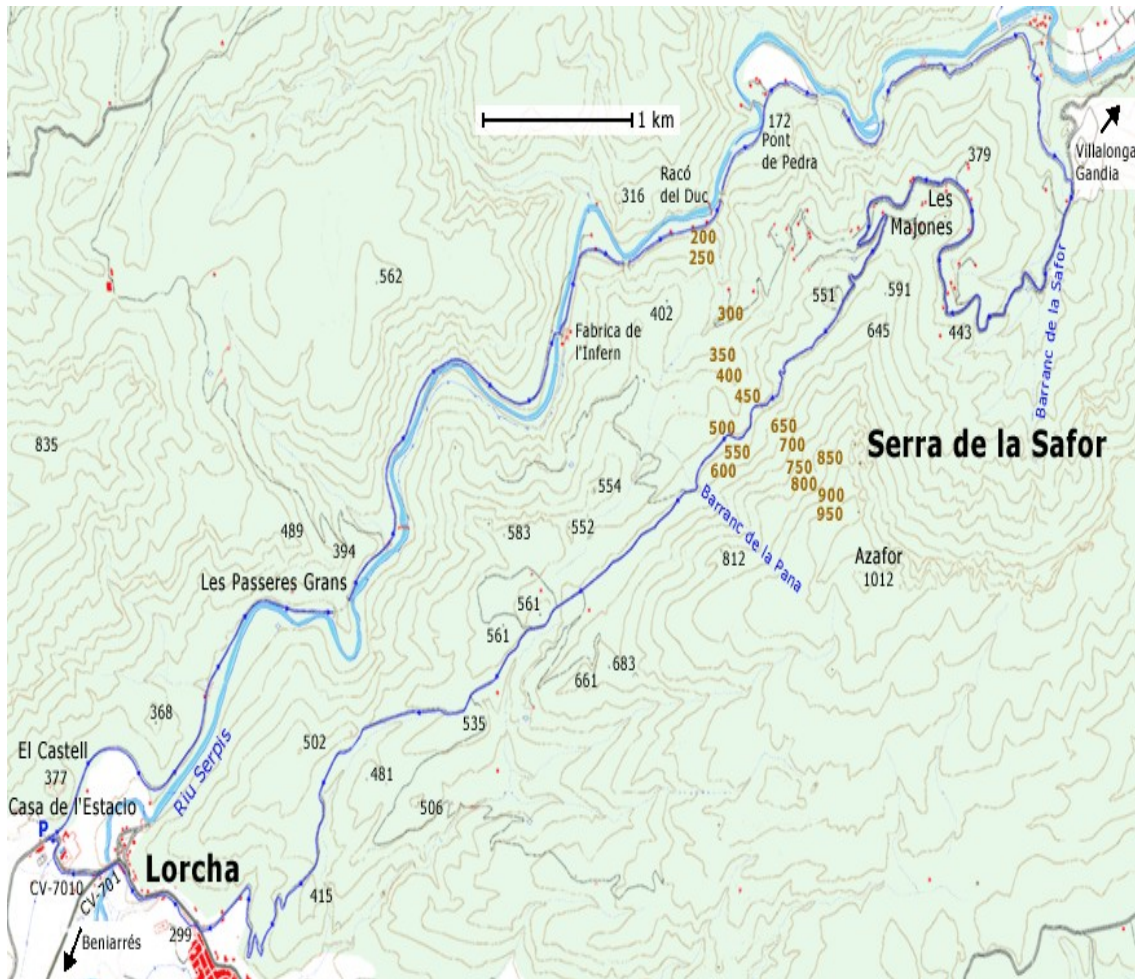 1 km
172
Pont
de Pedra
Villalonga
Gandia
379
Racó
del Duc
316
Les
Majones
200
250
562
551
591
300
402
Fabrica de
l'Infern
645
443
Barranc de la Safor
350
400
450
500
550
600
650
700
750
800
850
900
950
Serra de la Safor
835
554
552
583
489
394
Barranc de la Pana
812
Azafor
1012
Les Passeres Grans
561
561
683
661
535
502
368
Riu Serpis
El Castell
377
481
506
Casa de l'Estacio
P
Lorcha
CV-7010
CV-701
415
299
Beniarrés